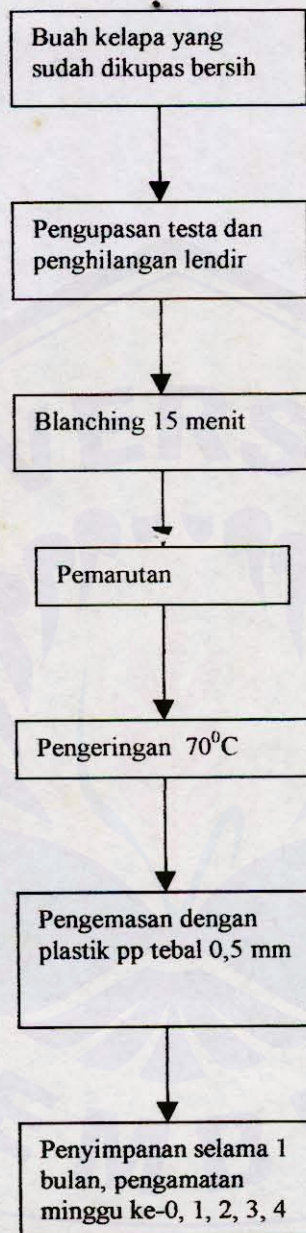 Buah kelapa yang
sudah dikupas bersih
Pengupasan testa dan
penghilangan lendir
Blanching 15 menit
Pemarutan
Pengeringan 70⁰C
Pengemasan dengan
plastik pp tebal 0,5 mm
Penyimpanan selama 1
bulan, pengamatan
minggu ke-0, 1, 2, 3, 4